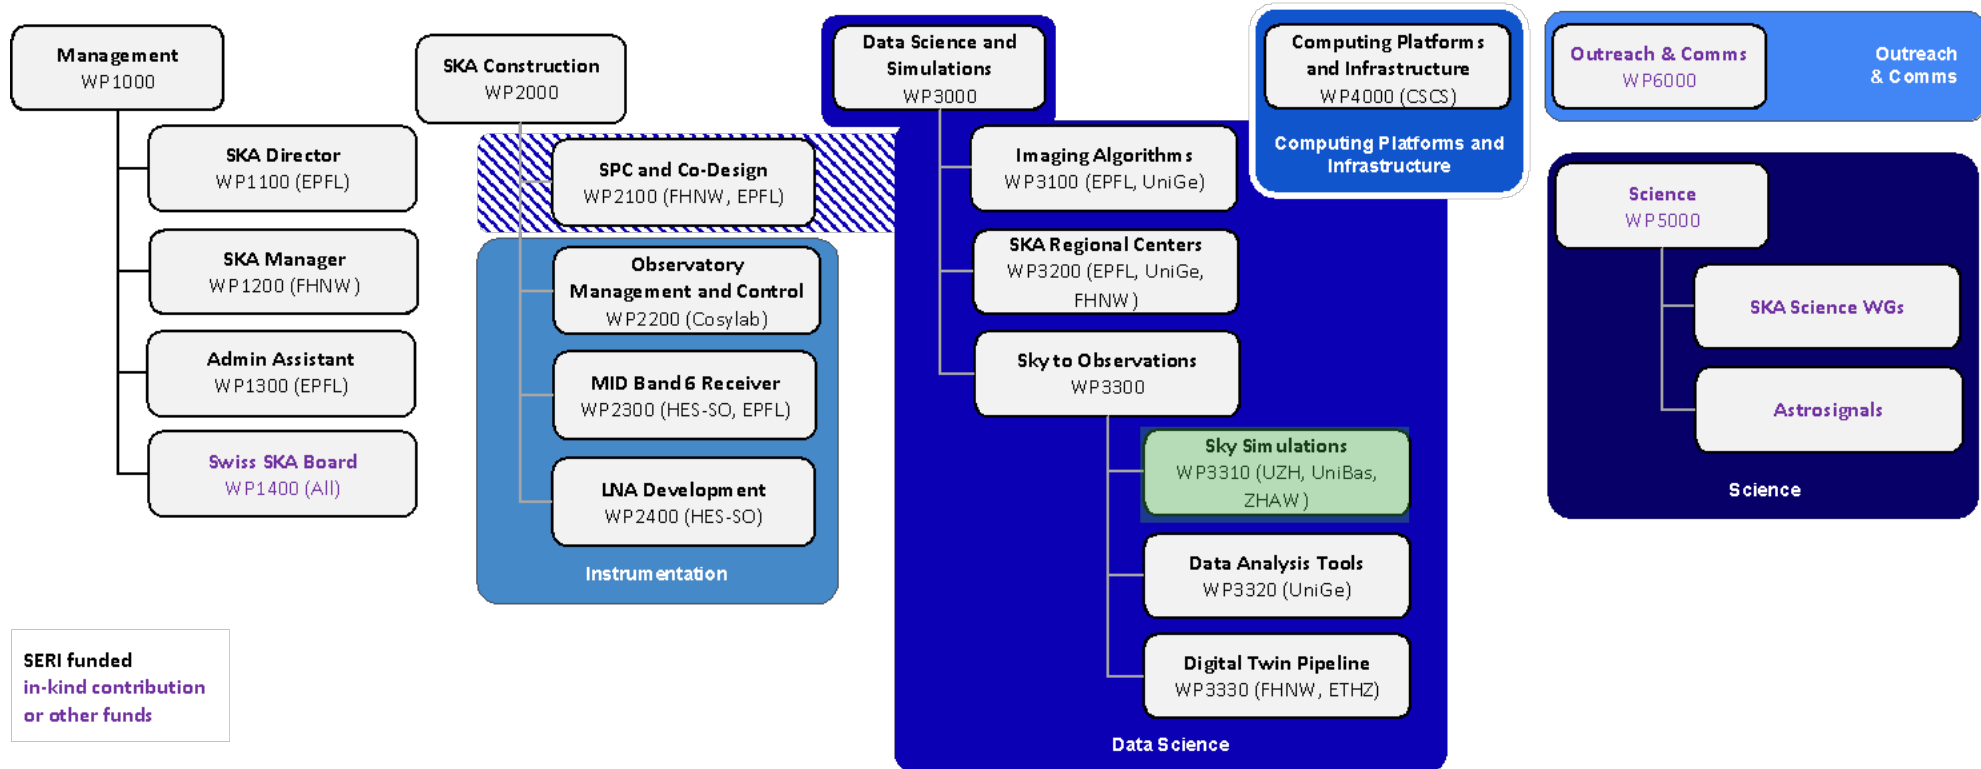 Management
WP1000
SKA Director
WP1100 (EPFL)
SKA Manager
WP1200 (FHNW)
Admin Assistant
WP1300 (EPFL)
Swiss SKA Board
WP1400 (All)
SERI funded
in-kind contribution
or other funds
SKA Construction
WP2000
SPC and Co-Design
WP2100 (FHNW, EPFL)
Observatory
Management and Control
WP2200 (Cosylab)
MID Band 6 Receiver
WP2300 (HES-SO, EPFL)
LNA Development
WP2400 (HES-SO)
Instrumentation
Data Science and
Simulations
WP3000
Imaging Algorithms
WP3100 (EPFL, UniGe)
SKA Regional Centers
WP3200 (EPFL, UniGe,
FHNW)
Sky to Observations
WP3300
Sky Simulations
WP3310 (UZH, UniBas,
ZHAW)
Data Analysis Tools
WP3320 (UniGe)
Digital Twin Pipeline
WP3330 (FHNW, ETHZ)
Data Science
Computing Platforms
and Infrastructure
WP4000 (CSCS)
Computing Platforms and
Infrastructure
Outreach & Comms
WP6000
Outreach
& Comms
Science
WP5000
SKA Science WGs
Astrosignals
Science